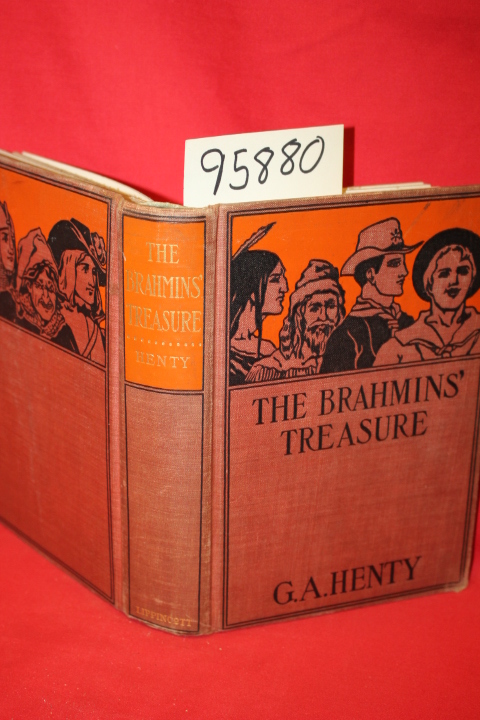 95880
THE
BRAHMINS'
TREASURE
HENTY
LIPPINCOTT
THE BRAHMINS'
TREASURE
G.A.HENTY